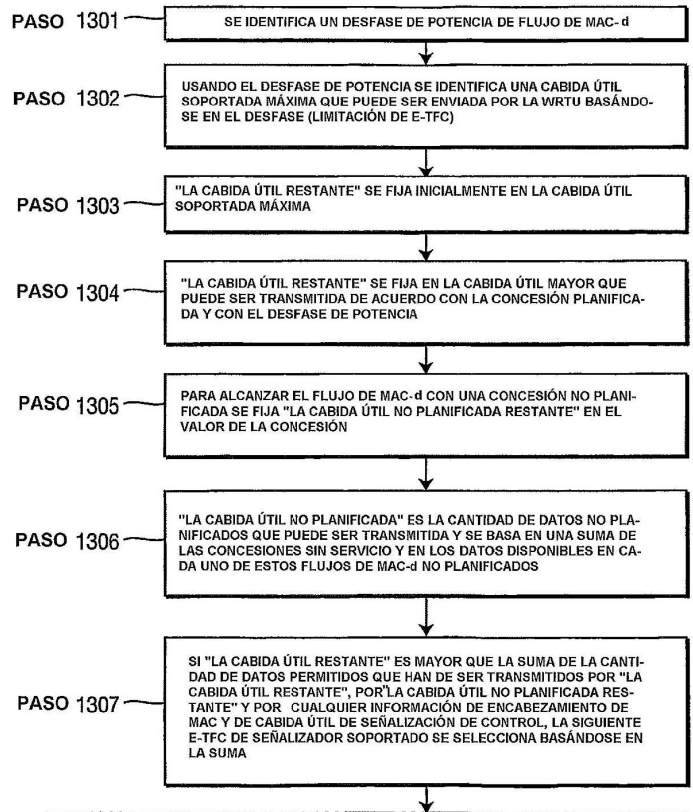 PASO 1301
SE IDENTIFICA UN DESFASE DE POTENCIA DE FLUJO DE MAC-d
PASO 1302
USANDO EL DESFASE DE POTENCIA SE IDENTIFICA UNA CABIDA ÚTIL
SOPORTADA MÁXIMA QUE PUEDE SER ENVIADA POR LA WRTU BASÁNDO-
SE EN EL DESFASE (LIMITACIÓN DE E-TFC)
PASO 1303
"LA CABIDA ÚTIL RESTANTE" SE FIJA INICIALMENTE EN LA CABIDA ÚTIL
SOPORTADA MÁXIMA
PASO 1304
"LA CABIDA ÚTIL RESTANTE" SE FIJA EN LA CABIDA ÚTIL MAYOR QUE
PUEDE SER TRANSMITIDA DE ACUERDO CON LA CONCESIÓN PLANIFICA-
DA Y CON EL DESFASE DE POTENCIA
PASO 1305
PARA ALCANZAR EL FLUJO DE MAC-d CON UNA CONCESIÓN NO PLANI-
FICADA SE FIJA "LA CABIDA ÚTIL NO PLANIFICADA RESTANTE" EN EL
VALOR DE LA CONCESIÓN
PASO 1306
"LA CABIDA ÚTIL NO PLANIFICADA" ES LA CANTIDAD DE DATOS NO PLA-
NIFICADOS QUE PUEDE SER TRANSMITIDA Y SE BASA EN UNA SUMA DE
LAS CONCESIONES SIN SERVICIO Y EN LOS DATOS DISPONIBLES EN CA-
DA UNO DE ESTOS FLUJOS DE MAC-d NO PLANIFICADOS
PASO 1307
SI "LA CABIDA ÚTIL RESTANTE" ES MAYOR QUE LA SUMA DE LA CANTI-
DAD DE DATOS PERMITIDOS QUE HAN DE SER TRANSMITIDOS POR "LA
CABIDA ÚTIL RESTANTE", POR "LA CABIDA ÚTIL NO PLANIFICADA RES-
TANTE" Y POR CUALQUIER INFORMACIÓN DE ENCABEZAMIENTO DE
MAC Y DE CABIDA ÚTIL DE SEÑALIZACIÓN DE CONTROL, LA SIGUIENTE
E-TFC DE SEÑALIZADOR SOPORTADO SE SELECCIONA BASÁNDOSE EN
LA SUMA